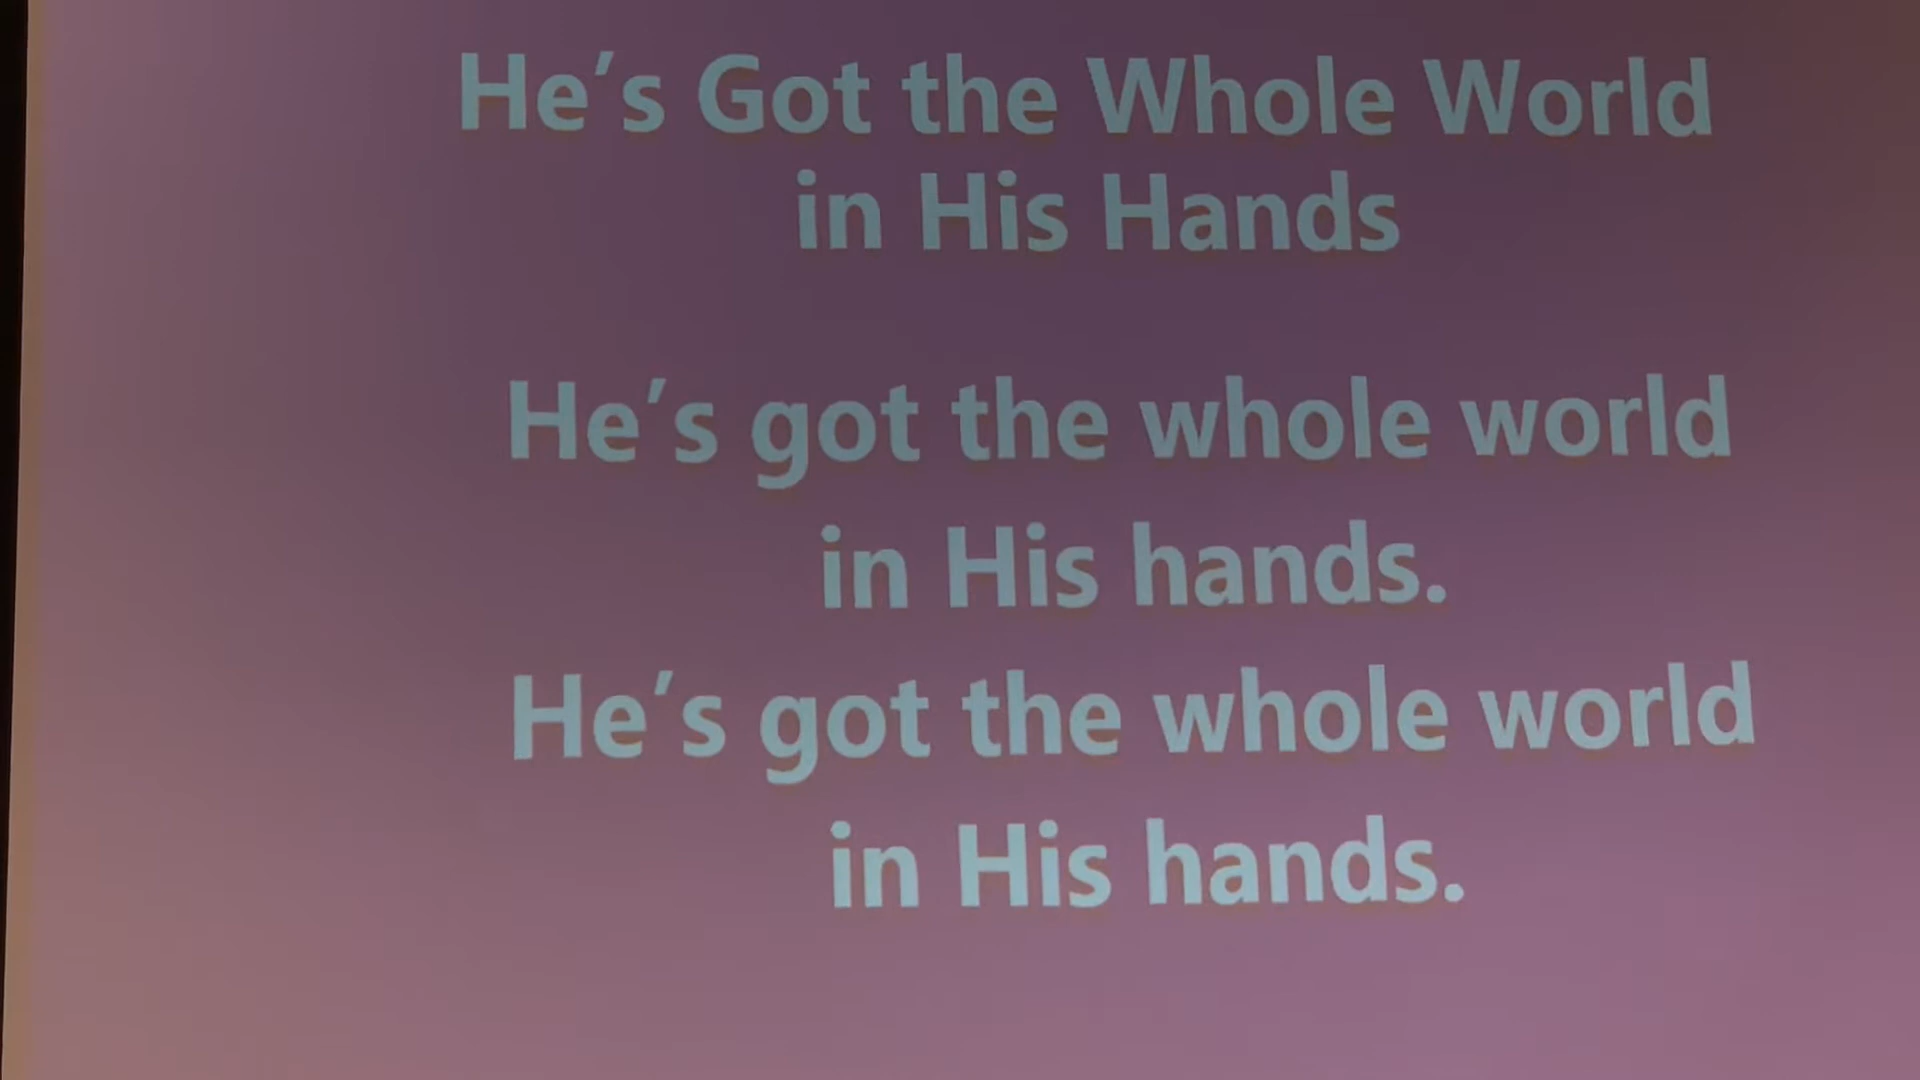 He's Got the Whole World
in His Hands
He's got the whole world
in His hands.
He's got the whole world
in His hands.